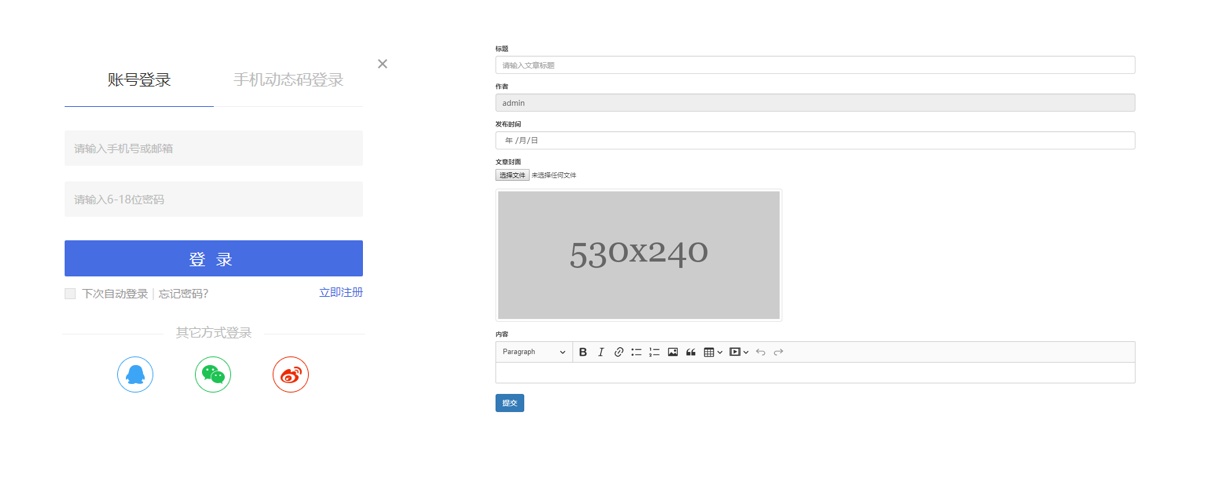 账号登录
手机动态码登录
请输入手机号或邮箱
请输入6-18位密码
登 录
下次自动登录 | 忘记密码?
立即注册
其它方式登录
标题
请输入文章标题
作者
admin
发布时间
年 /月/日
文章封面
选择文件 未选择任何文件
530x240
内容
Paragraph
B I
提交